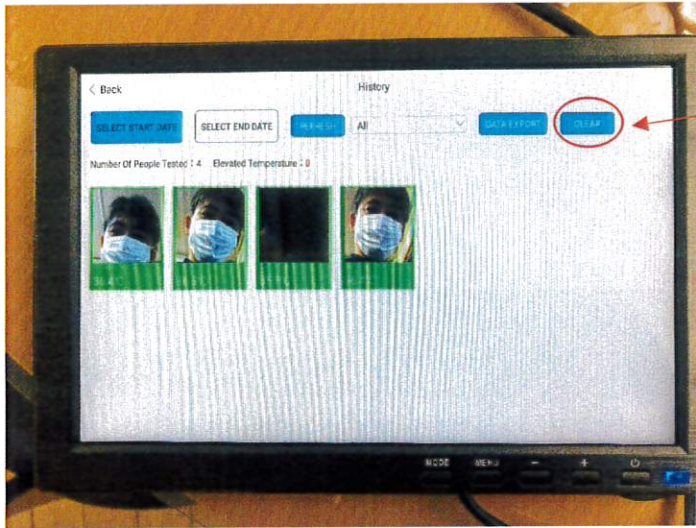 < Back
History
SELECT START DATE
SELECT END DATE
REFRESH
All
DATA EXPORT
CLEAR
Number Of People Tested : 4 Elevated Temperature : 0
MODE MENU - +